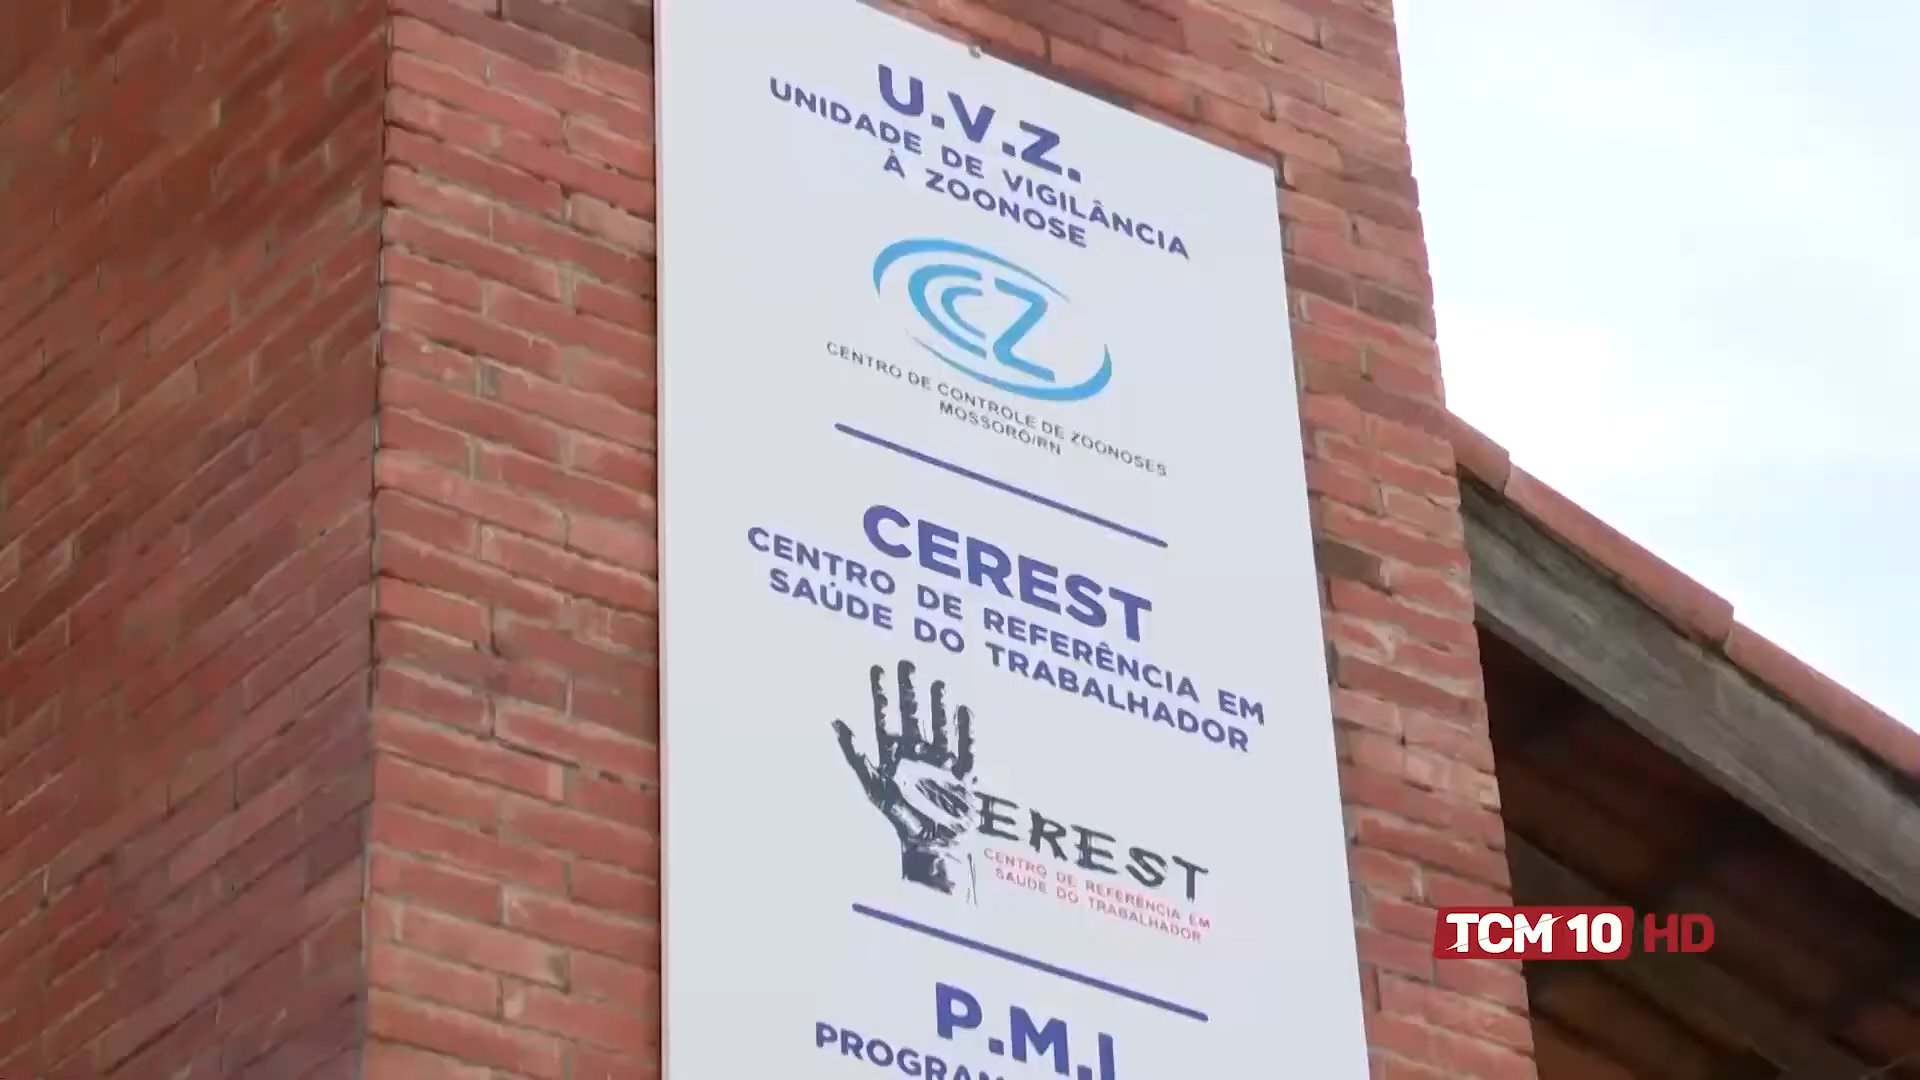 U.V.Z.
UNIDADE DE VIGILÂNCIA
À ZOONOSE
CCZ
CENTRO DE CONTROLE DE ZOONOSES
MOSSORÓ/RN
CEREST
CENTRO DE REFERÊNCIA EM
SAÚDE DO TRABALHADOR
CEREST
CENTRO DE REFERÊNCIA EM
SAÚDE DO TRABALHADOR
P.M.I
TCM 10 HD